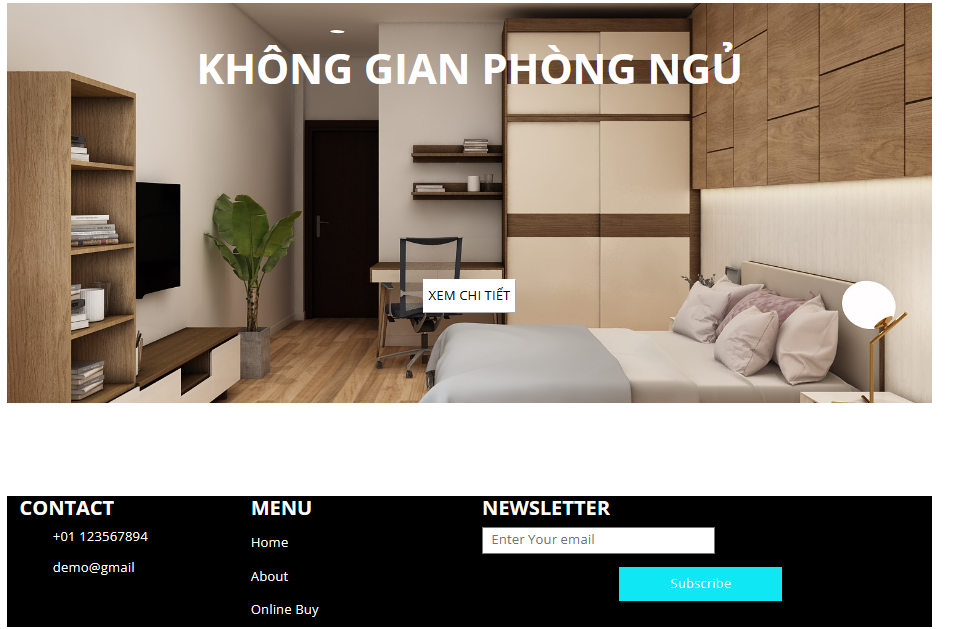 KHÔNG GIAN PHÒNG NGỦ
XEM CHI TIẾT
CONTACT
+01 123567894
demo@gmail
MENU
Home
About
Online Buy
NEWSLETTER
Enter Your email
Subscribe